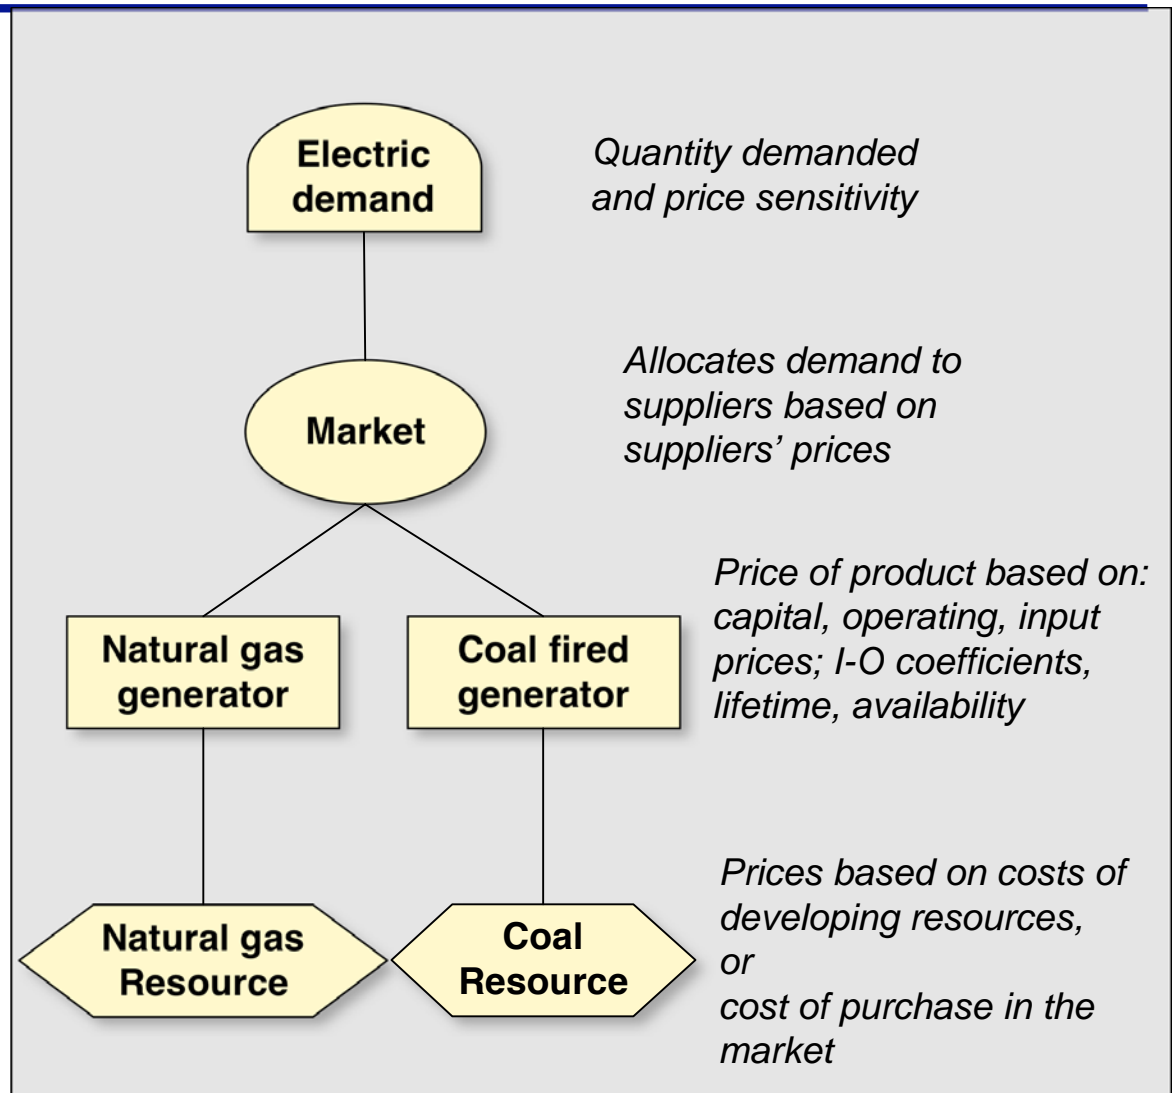 Electric
demand
Quantity demanded
and price sensitivity
Market
Allocates demand to
suppliers based on
suppliers’ prices
Natural gas
generator
Coal fired
generator
Price of product based on:
capital, operating, input
prices; I-O coefficients,
lifetime, availability
Natural gas
Resource
Coal
Resource
Prices based on costs of
developing resources,
or
cost of purchase in the
market